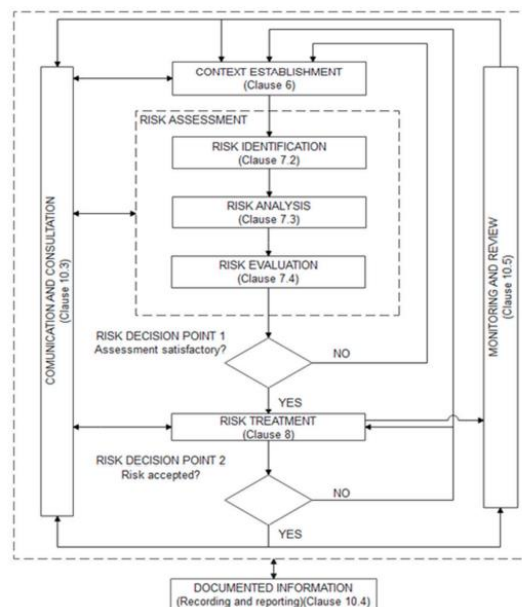 CONTEXT ESTABLISHMENT
(Clause 6)
RISK ASSESSMENT
RISK IDENTIFICATION
(Clause 7.2)
RISK ANALYSIS
(Clause 7.3)
RISK EVALUATION
(Clause 7.4)
COMUNICATION AND CONSULTATION
(Clause 10.3)
MONITORING AND REVIEW
(Clause 10.5)
RISK DECISION POINT 1
Assessment satisfactory?
NO
YES
RISK TREATMENT
(Clause 8)
RISK DECISION POINT 2
Risk accepted?
NO
YES
DOCUMENTED INFORMATION
(Recording and reporting)(Clause 10.4)